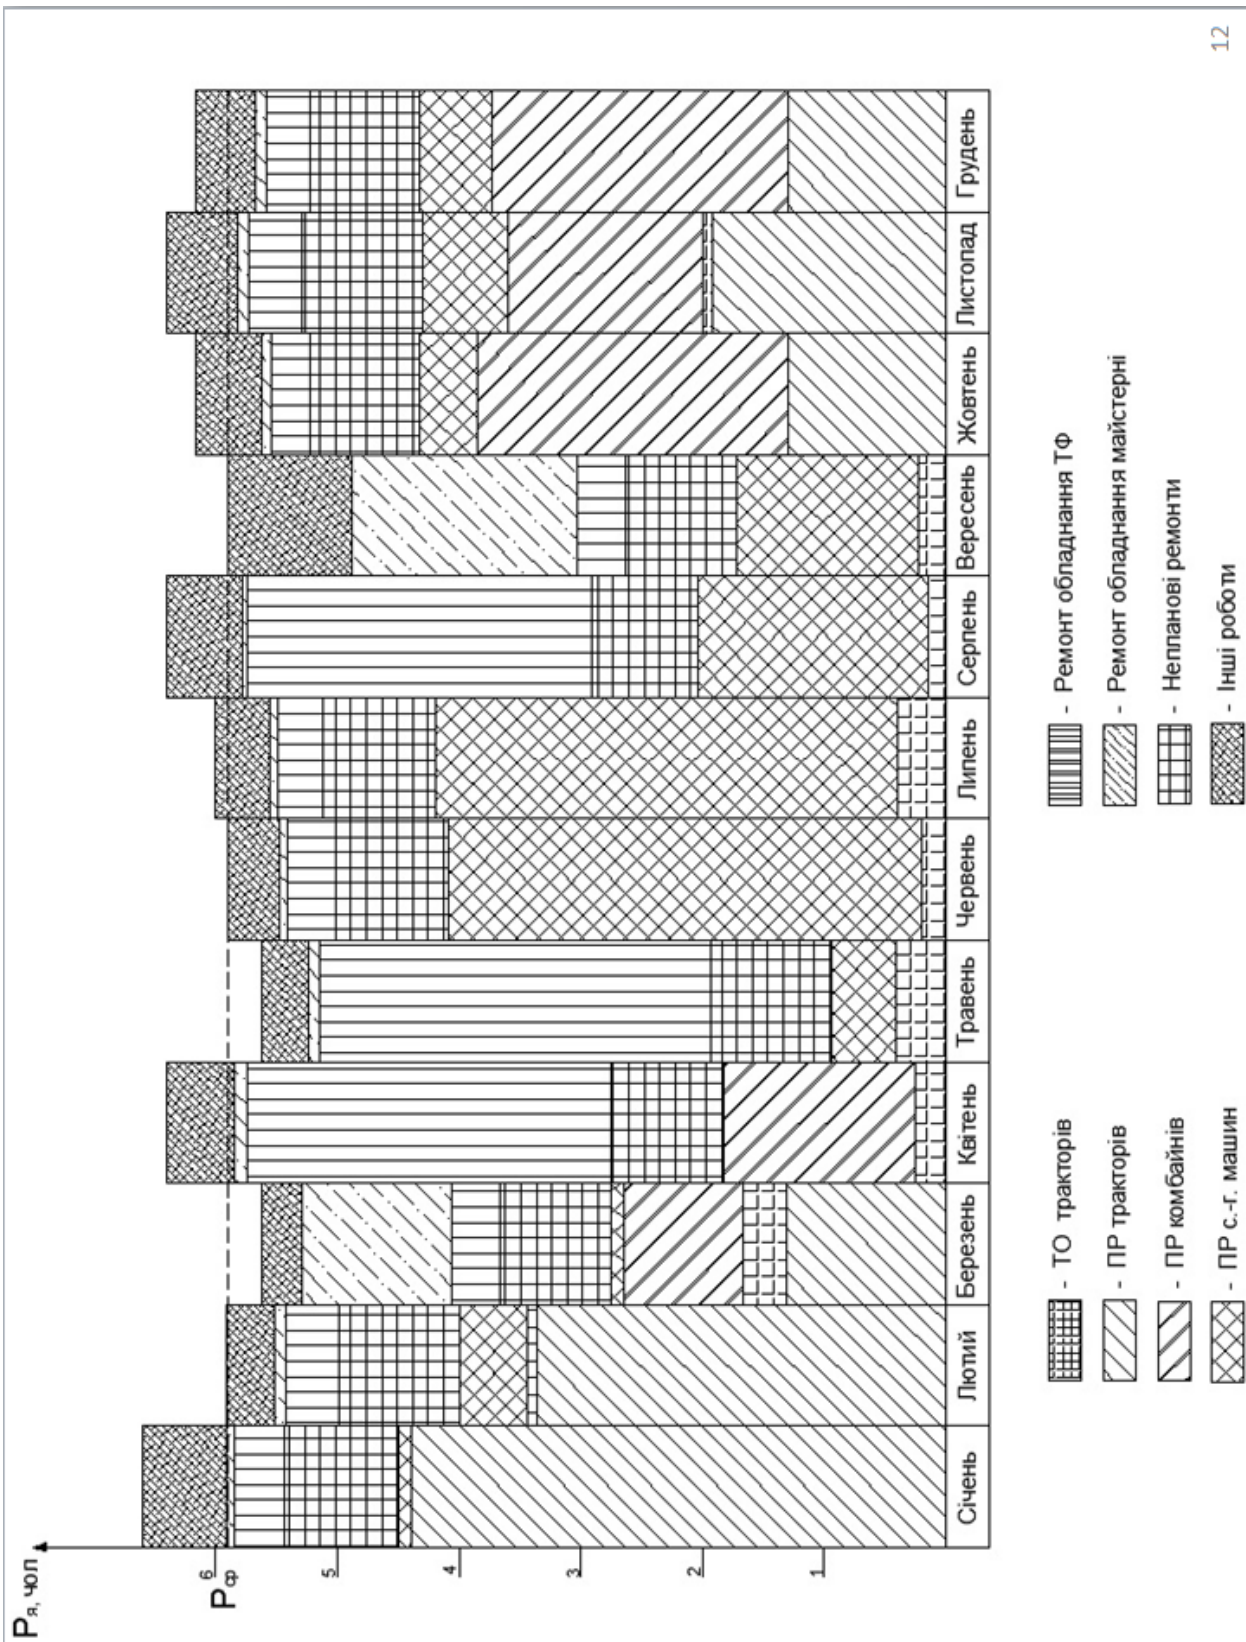 Pя, чол
6
Pср
5
4
3
2
1
Січень
Лютий
Березень
Квітень
Травень
Червень
Липень
Серпень
Вересень
Жовтень
Листопад
Грудень
- ТО тракторів
- ПР тракторів
- ПР комбайнів
- ПР с.-г. машин
- Ремонт обладнання ТФ
- Ремонт обладнання майстерні
- Непланові ремонти
- Інші роботи
12